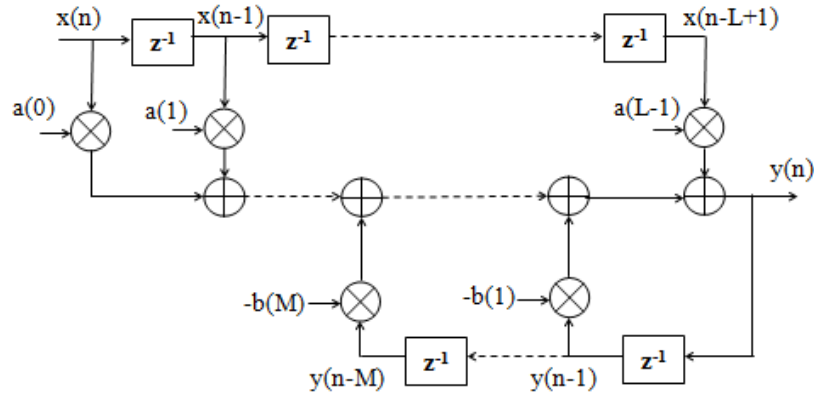 x(n) x(n-1) x(n-L+1)
z⁻¹ z⁻¹ z⁻¹
a(0) a(1) a(L-1)
y(n)
-b(M) -b(1)
z⁻¹ z⁻¹
y(n-M) y(n-1)